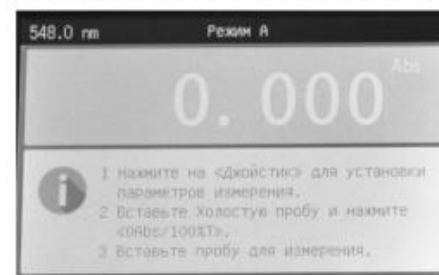 548.0 nm
Режим A
Abs
0.000
1 Нажмите на <Джойстик> для установки
параметров измерения.
2 Вставьте Холостую пробу и нажмите
<0Abs/100%T>.
3 Вставьте пробу для измерения.